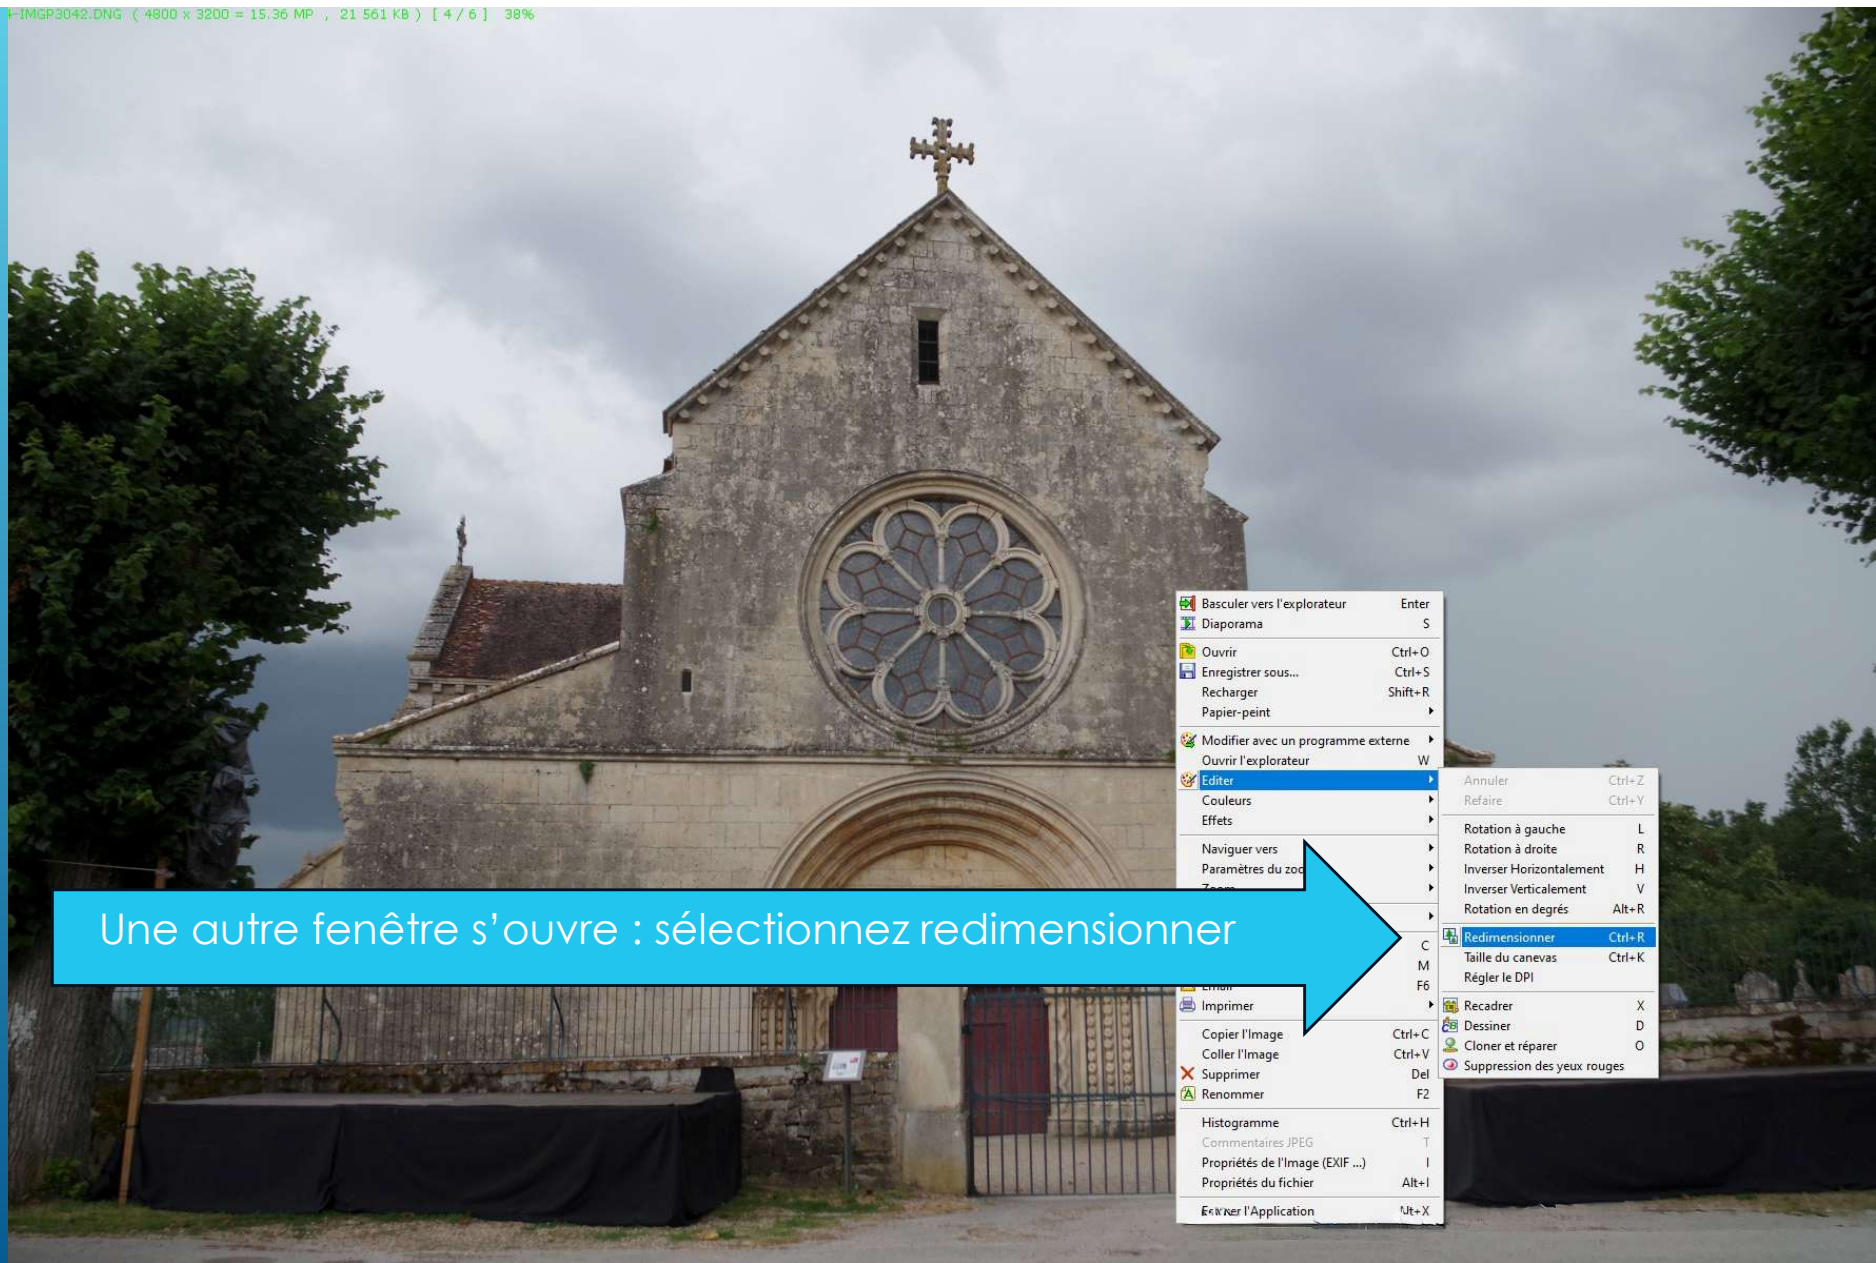 -IMGP3042.DNG ( 4800 x 3200 = 15.36 MP , 21 561 KB ) [ 4 / 6 ] 38%
Basculer vers l'explorateur Enter
Diaporama S
Ouvrir Ctrl+O
Enregistrer sous... Ctrl+S
Recharger Shift+R
Papier-peint
Modifier avec un programme externe
Ouvrir l'explorateur W
Editer
Couleurs
Effets
Naviguer vers
Paramètres du zoo
Zoom
C
M
Email F6
Imprimer
Copier l'Image Ctrl+C
Coller l'Image Ctrl+V
Supprimer Del
Renommer F2
Histogramme Ctrl+H
Commentaires JPEG T
Propriétés de l'Image (EXIF ...) I
Propriétés du fichier Alt+I
l'Application
Annuler Ctrl+Z
Refaire Ctrl+Y
Rotation à gauche L
Rotation à droite R
Inverser Horizontalement H
Inverser Verticalement V
Rotation en degrés Alt+R
Redimensionner Ctrl+R
Taille du canevas Ctrl+K
Régler le DPI
Recadrer X
Dessiner D
Cloner et réparer O
Suppression des yeux rouges
Une autre fenêtre s'ouvre : sélectionnez redimensionner